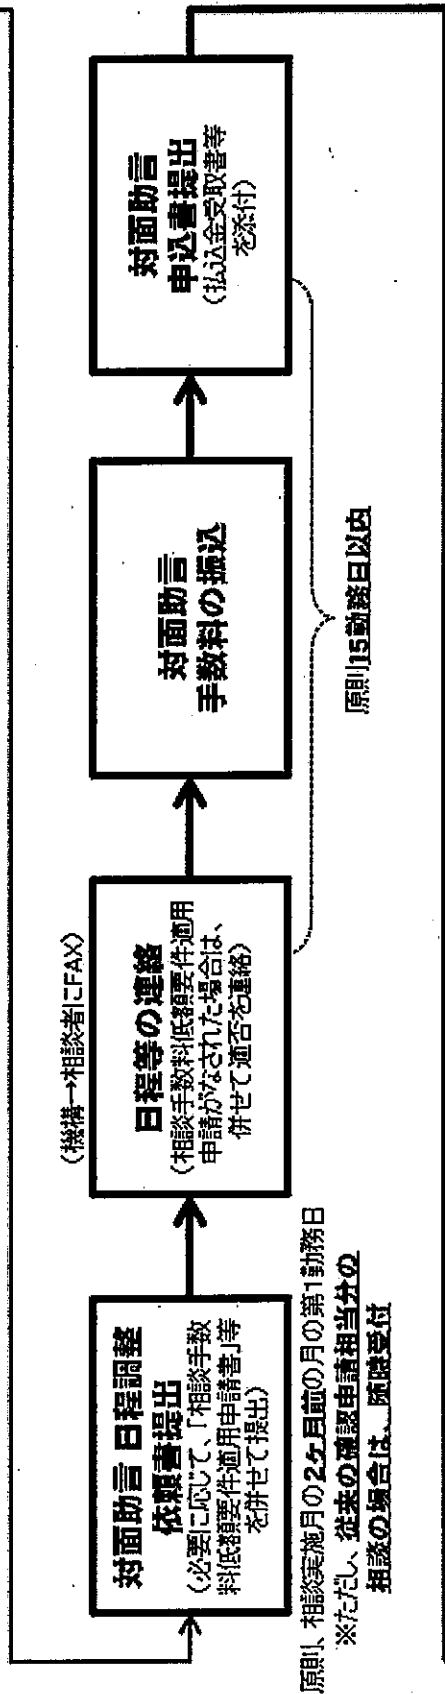 対面助言 日程調整
依頼書提出
（必要に応じて、「相談手数
料低額要件適用申請書」等
を併せて提出）
原則、相談実施月の2ヶ月前の月の第1勤務日
※ただし、従来の確認申請相当分の
相談の場合は、随時受付
（機構→相談者にFAX）
日程等の連絡
（相談手数料低額要件適用
申請がなされた場合は、
併せて適否を連絡）
対面助言
手数料の振込
対面助言
申込書提出
（払込金受取書等
を添付）
原則15勤務日以内